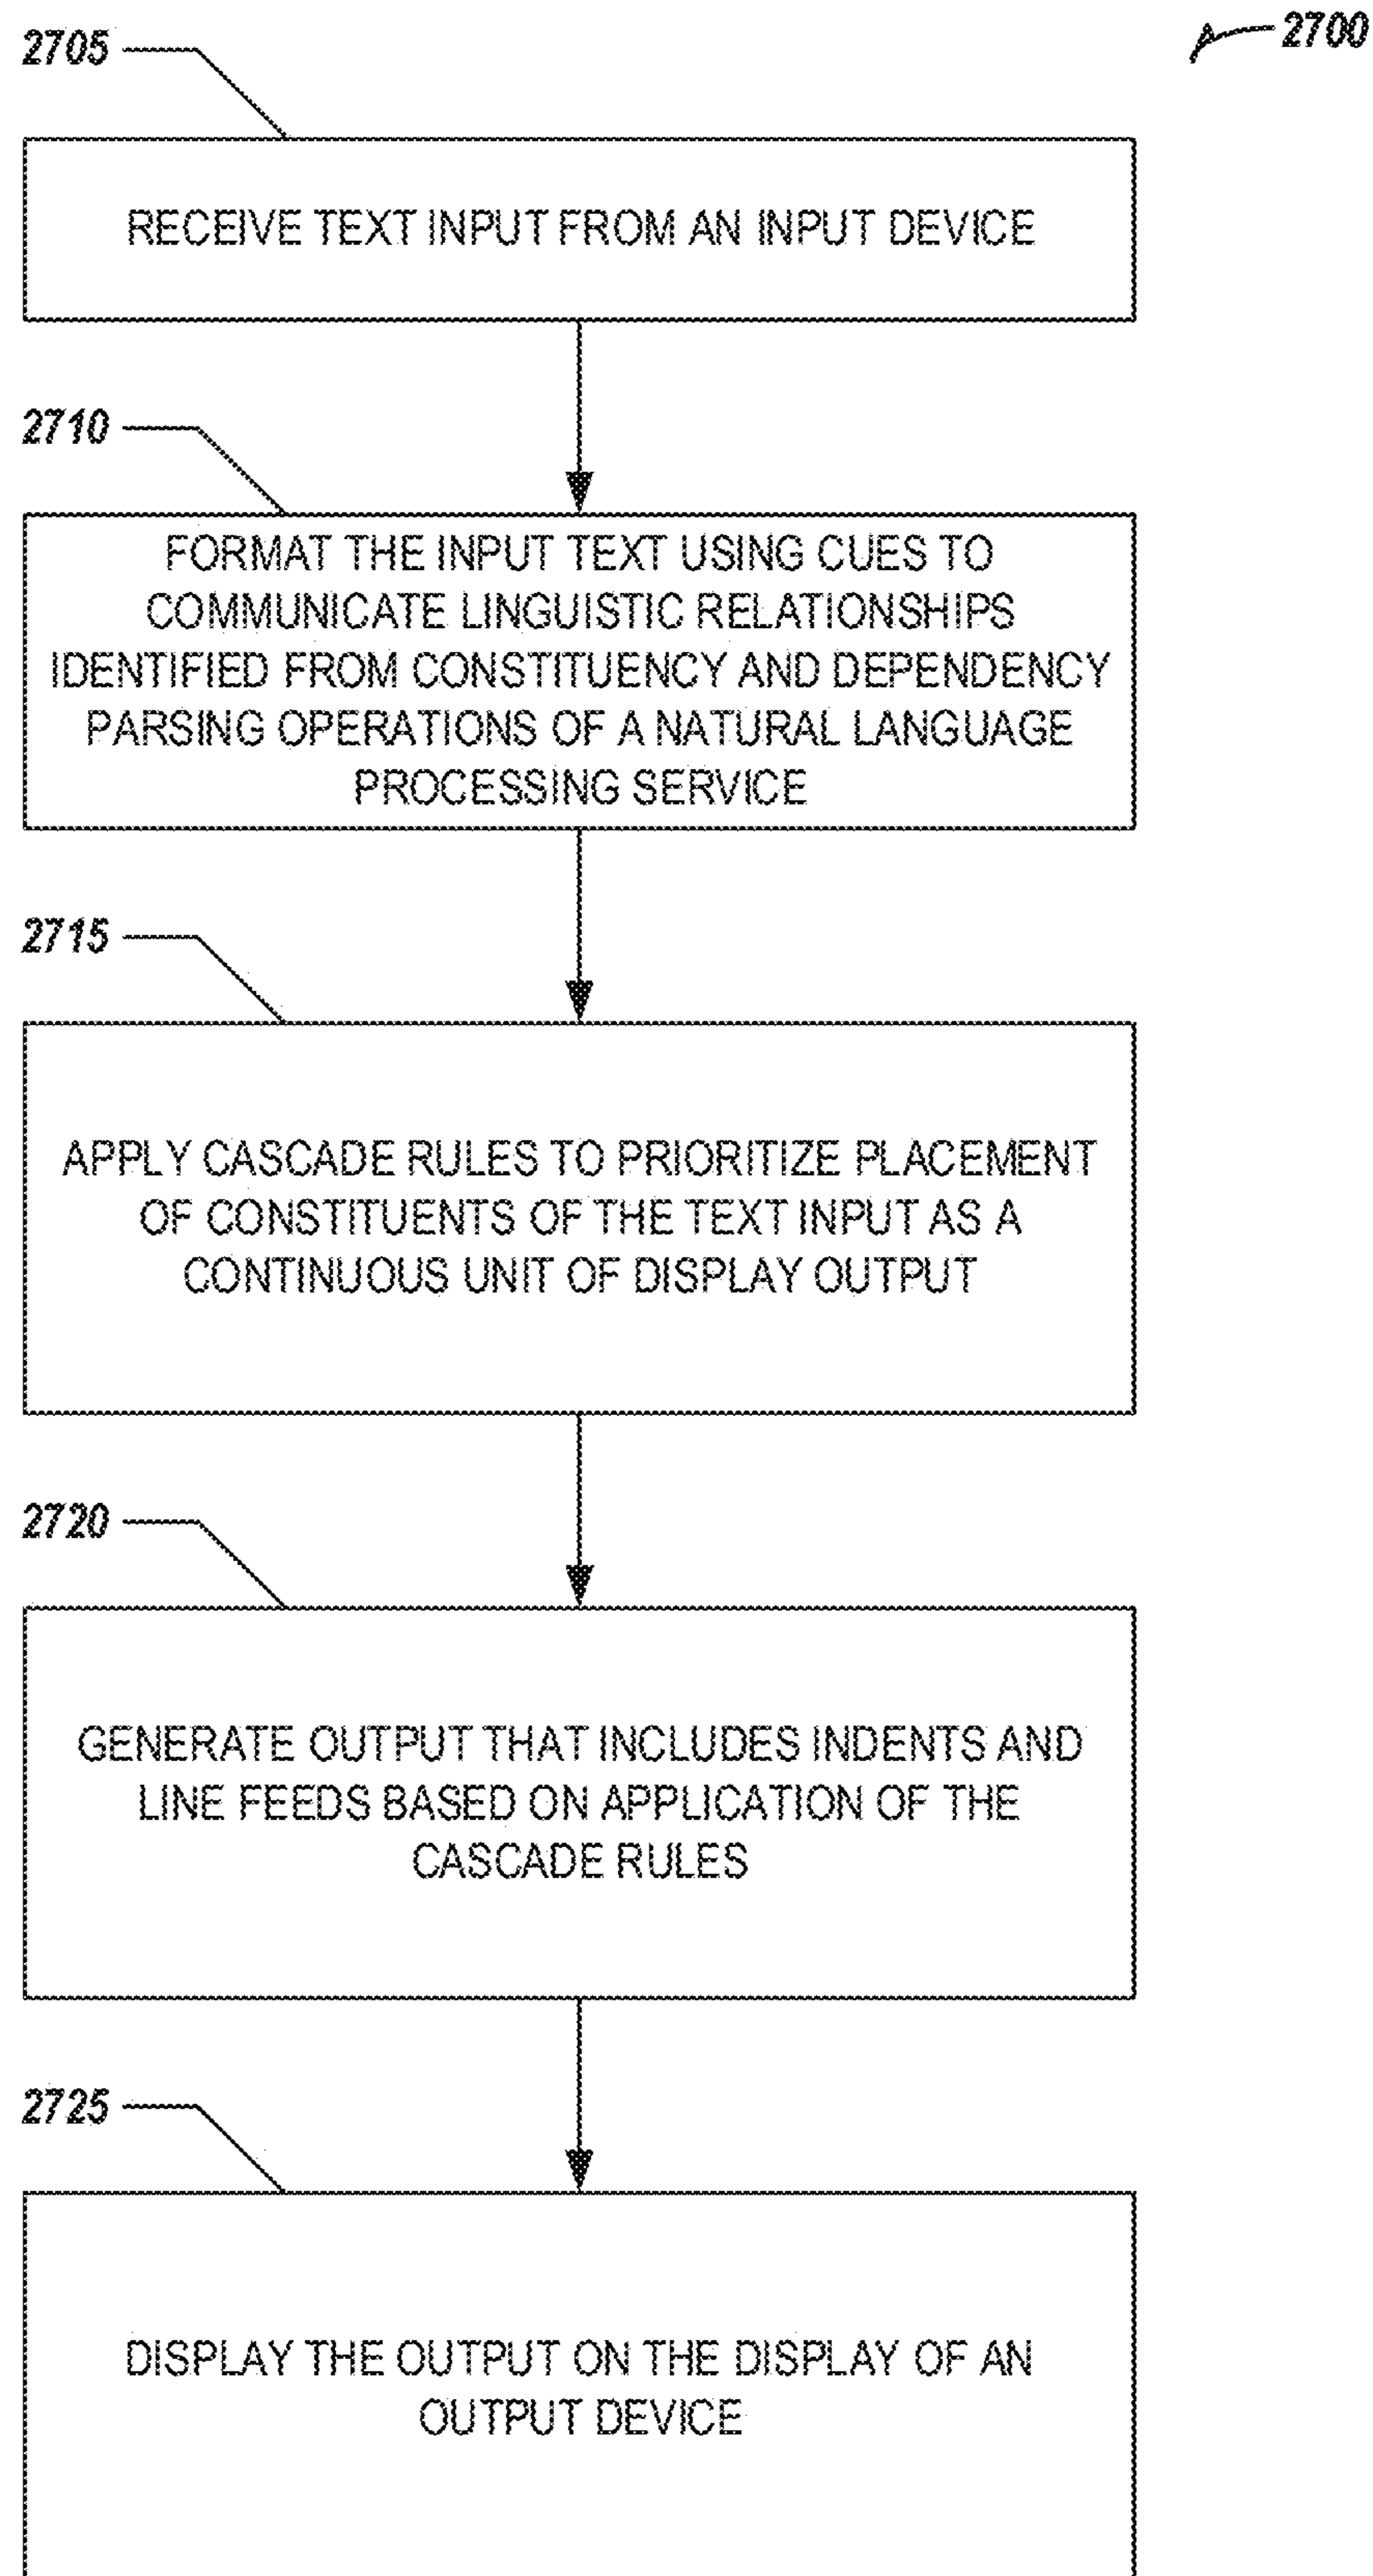 2705
2700
RECEIVE TEXT INPUT FROM AN INPUT DEVICE
2710
FORMAT THE INPUT TEXT USING CUES TO
COMMUNICATE LINGUISTIC RELATIONSHIPS
IDENTIFIED FROM CONSTITUENCY AND DEPENDENCY
PARSING OPERATIONS OF A NATURAL LANGUAGE
PROCESSING SERVICE
2715
APPLY CASCADE RULES TO PRIORITIZE PLACEMENT
OF CONSTITUENTS OF THE TEXT INPUT AS A
CONTINUOUS UNIT OF DISPLAY OUTPUT
2720
GENERATE OUTPUT THAT INCLUDES INDENTS AND
LINE FEEDS BASED ON APPLICATION OF THE
CASCADE RULES
2725
DISPLAY THE OUTPUT ON THE DISPLAY OF AN
OUTPUT DEVICE